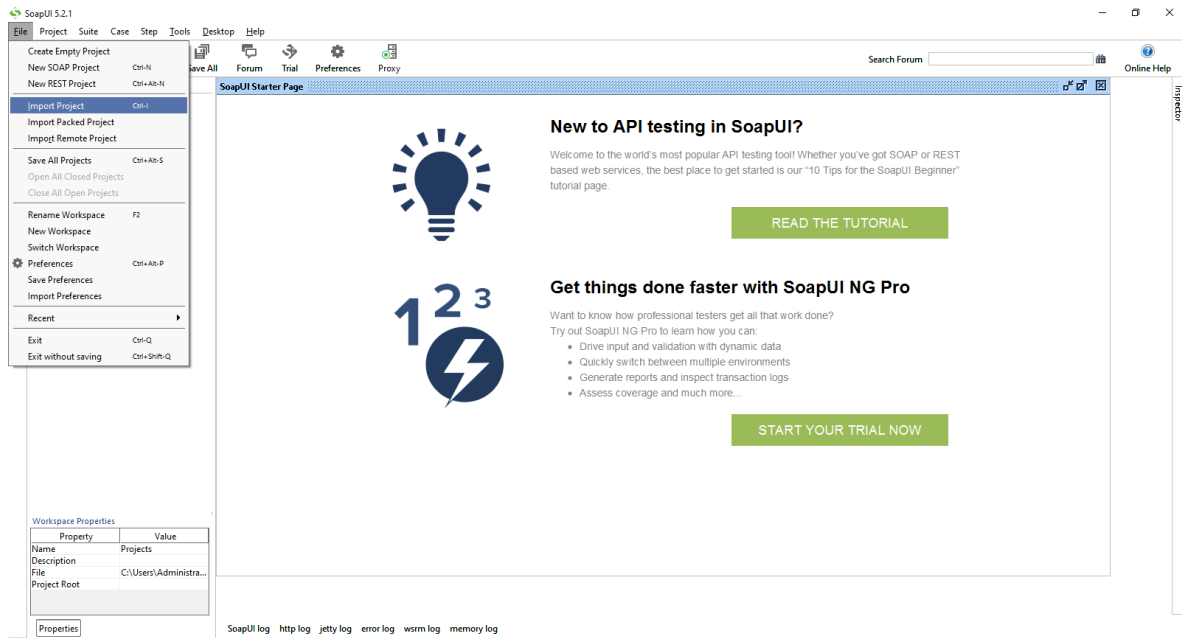 SoapUI 5.2.1
File Project Suite Case Step Tools Desktop Help
Create Empty Project
New SOAP Project Ctrl-N
New REST Project Ctrl+Alt-N
Import Project Ctrl-I
Import Packed Project
Import Remote Project
Save All Projects Ctrl+Alt-S
Open All Closed Projects
Close All Open Projects
Rename Workspace F2
New Workspace
Switch Workspace
Preferences Ctrl+Alt-P
Save Preferences
Import Preferences
Recent
Exit Ctrl-Q
Exit without saving Ctrl+Shift-Q
Save All Forum Trial Preferences Proxy
Search Forum
Online Help
SoapUI Starter Page
Inspector
New to API testing in SoapUI?
Welcome to the world's most popular API testing tool! Whether you've got SOAP or REST
based web services, the best place to get started is our "10 Tips for the SoapUI Beginner"
tutorial page.
READ THE TUTORIAL
1 2 3
Get things done faster with SoapUI NG Pro
Want to know how professional testers get all that work done?
Try out SoapUI NG Pro to learn how you can:
• Drive input and validation with dynamic data
• Quickly switch between multiple environments
• Generate reports and inspect transaction logs
• Assess coverage and much more...
START YOUR TRIAL NOW
Workspace Properties
Property Value
Name Projects
Description
File C:\Users\Administra...
Project Root
Properties
SoapUI log http log jetty log error log wsrm log memory log